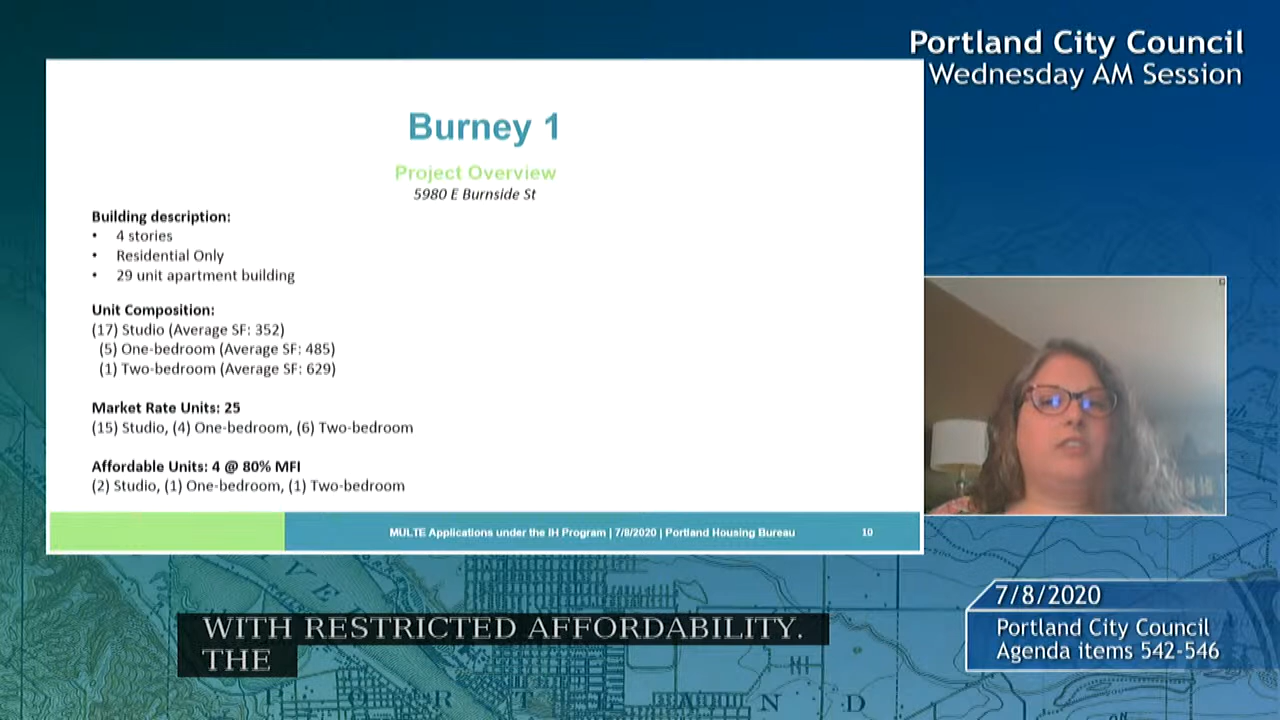 Portland City Council
Wednesday AM Session
Burney 1
Project Overview
5980 E Burnside St
Building description:
• 4 stories
• Residential Only
• 29 unit apartment building
Unit Composition:
(17) Studio (Average SF: 352)
(5) One-bedroom (Average SF: 485)
(1) Two-bedroom (Average SF: 629)
Market Rate Units: 25
(15) Studio, (4) One-bedroom, (6) Two-bedroom
Affordable Units: 4 @ 80% MFI
(2) Studio, (1) One-bedroom, (1) Two-bedroom
MULTE Applications under the IH Program | 7/8/2020 | Portland Housing Bureau 10
WITH RESTRICTED AFFORDABILITY.
THE
7/8/2020
Portland City Council
Agenda items 542-546